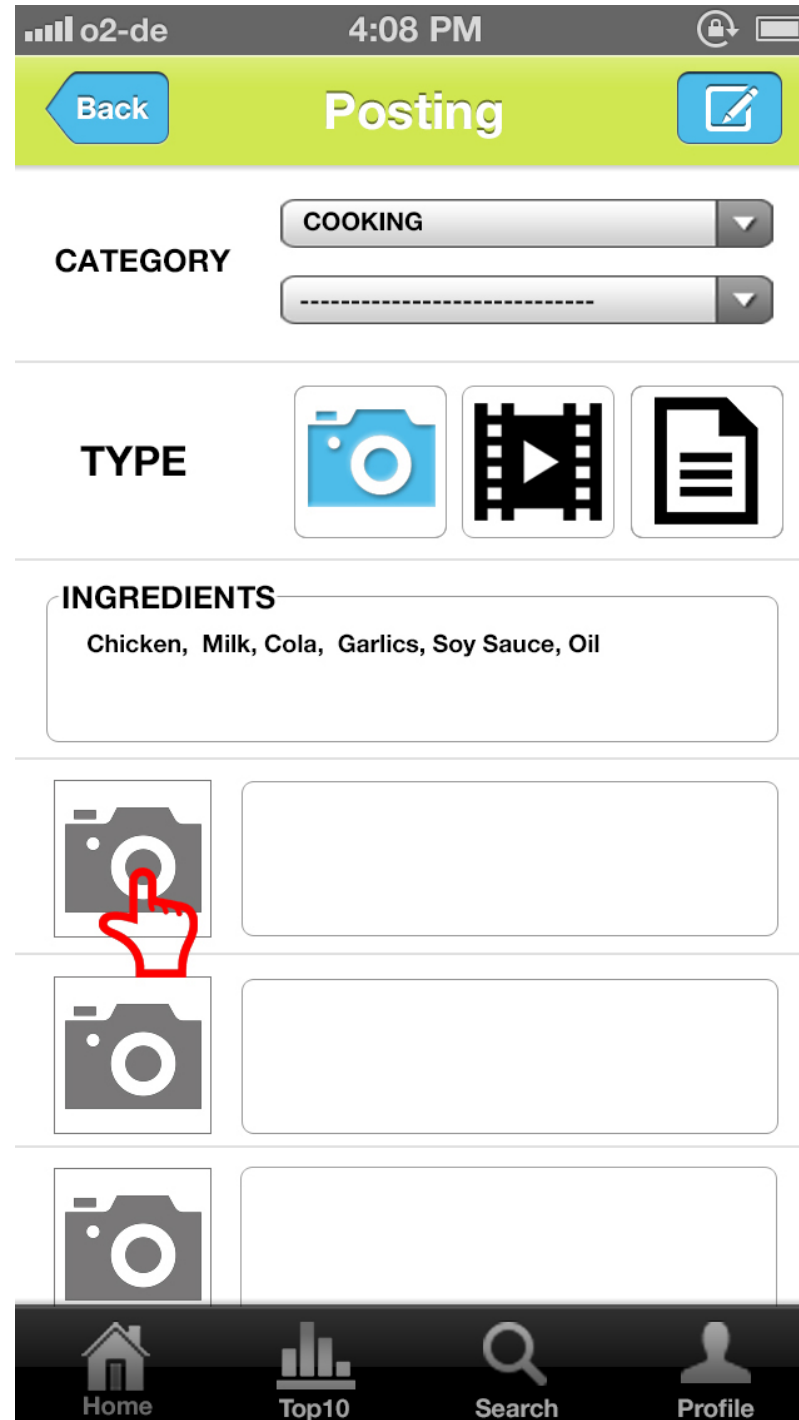 o2-de 4:08 PM
Back Posting
CATEGORY
COOKING
-----------------------------
TYPE
INGREDIENTS
Chicken, Milk, Cola, Garlics, Soy Sauce, Oil
Home Top10 Search Profile